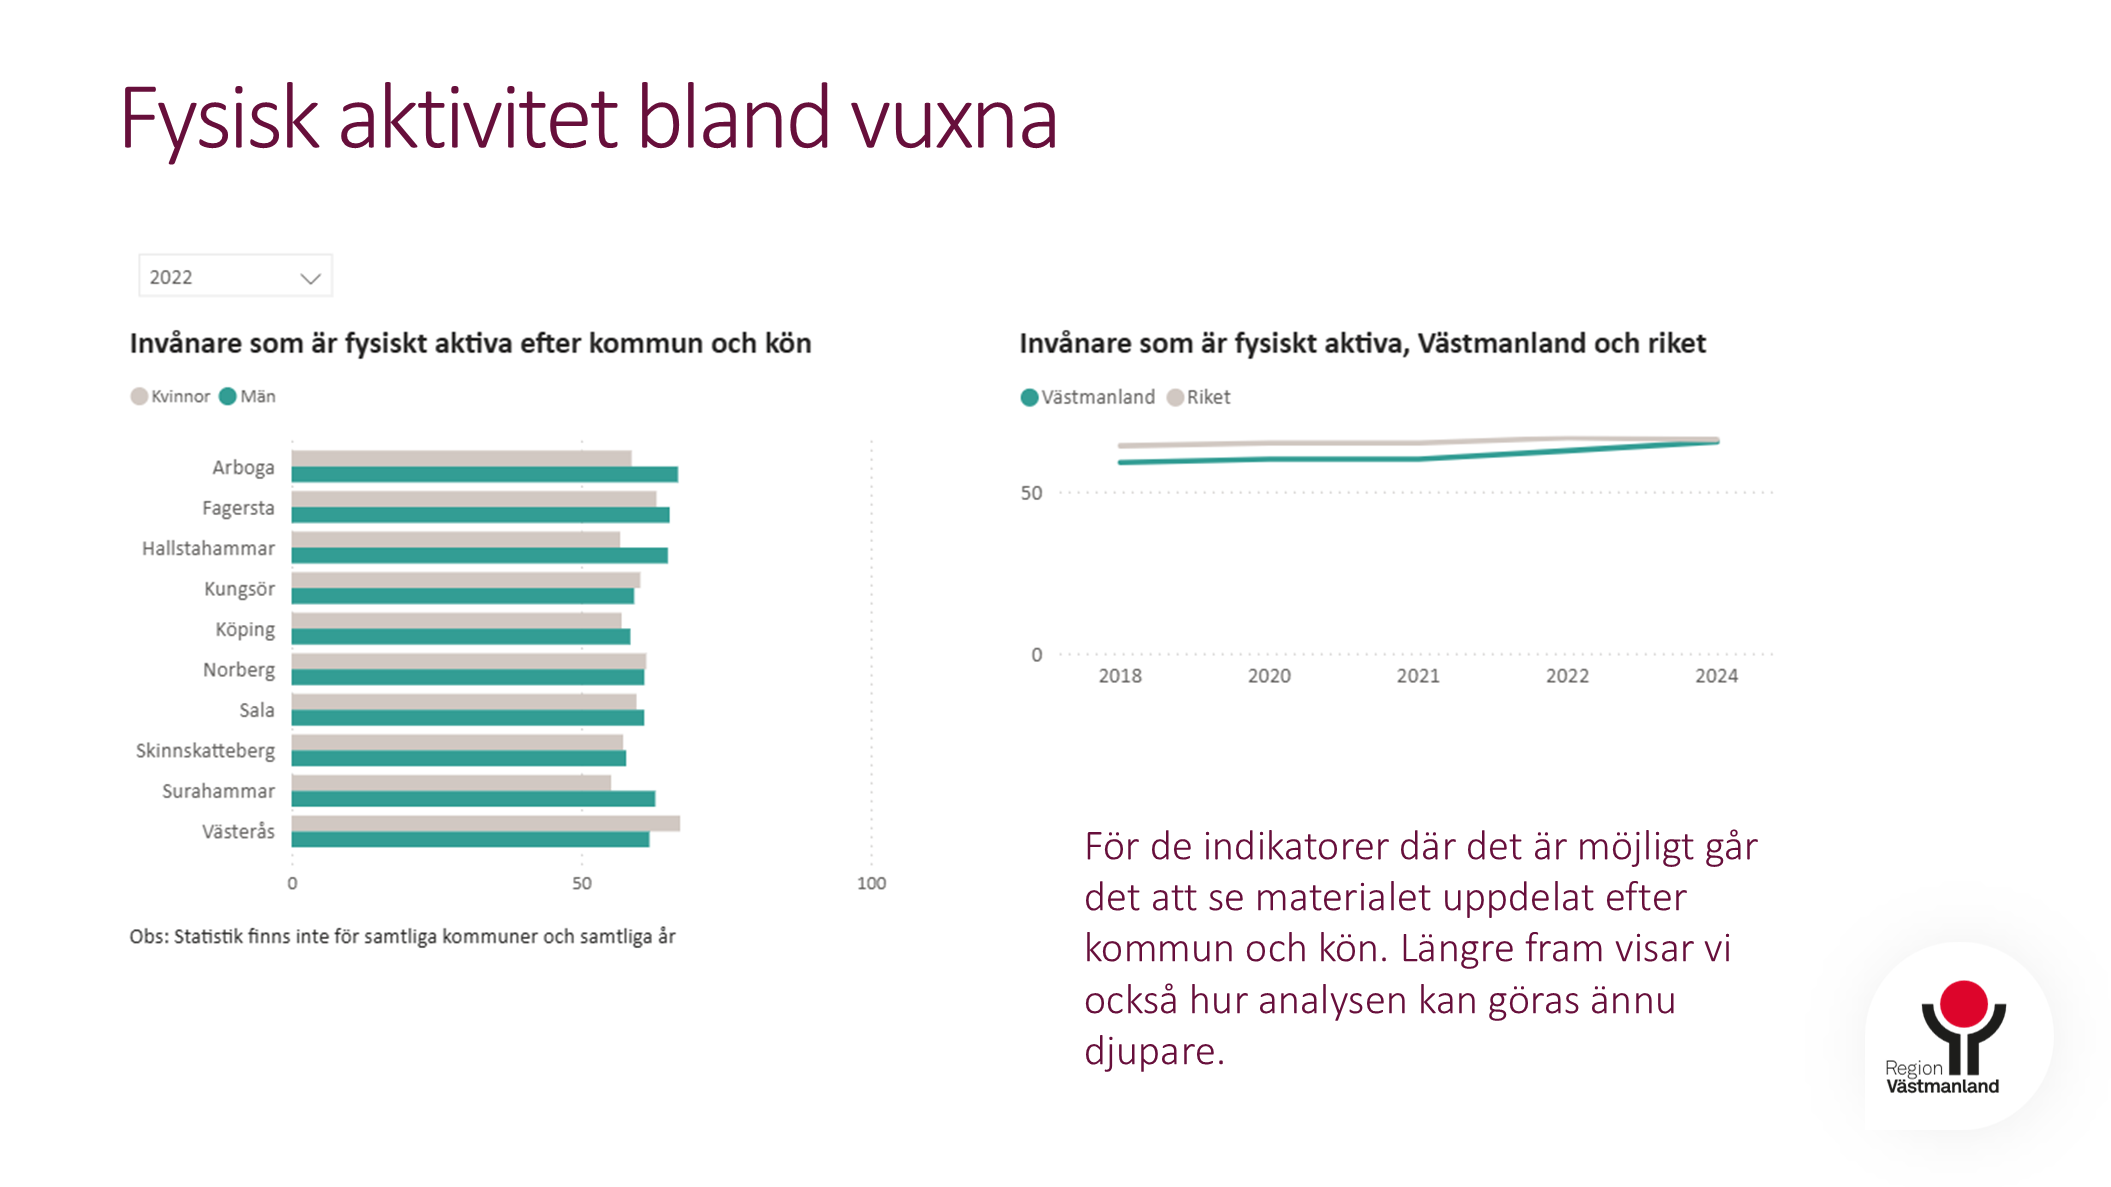 Fysisk aktivitet bland vuxna
2022
Invånare som är fysiskt aktiva efter kommun och kön
Kvinnor Män
Arboga
Fagersta
Hallstahammar
Kungsör
Köping
Norberg
Sala
Skinnskatteberg
Surahammar
Västerås
0 50 100
Obs: Statistik finns inte för samtliga kommuner och samtliga år
Invånare som är fysiskt aktiva, Västmanland och riket
Västmanland Riket
50
0
2018 2020 2021 2022 2024
För de indikatorer där det är möjligt går
det att se materialet uppdelat efter
kommun och kön. Längre fram visar vi
också hur analysen kan göras ännu
djupare.
Region
Västmanland